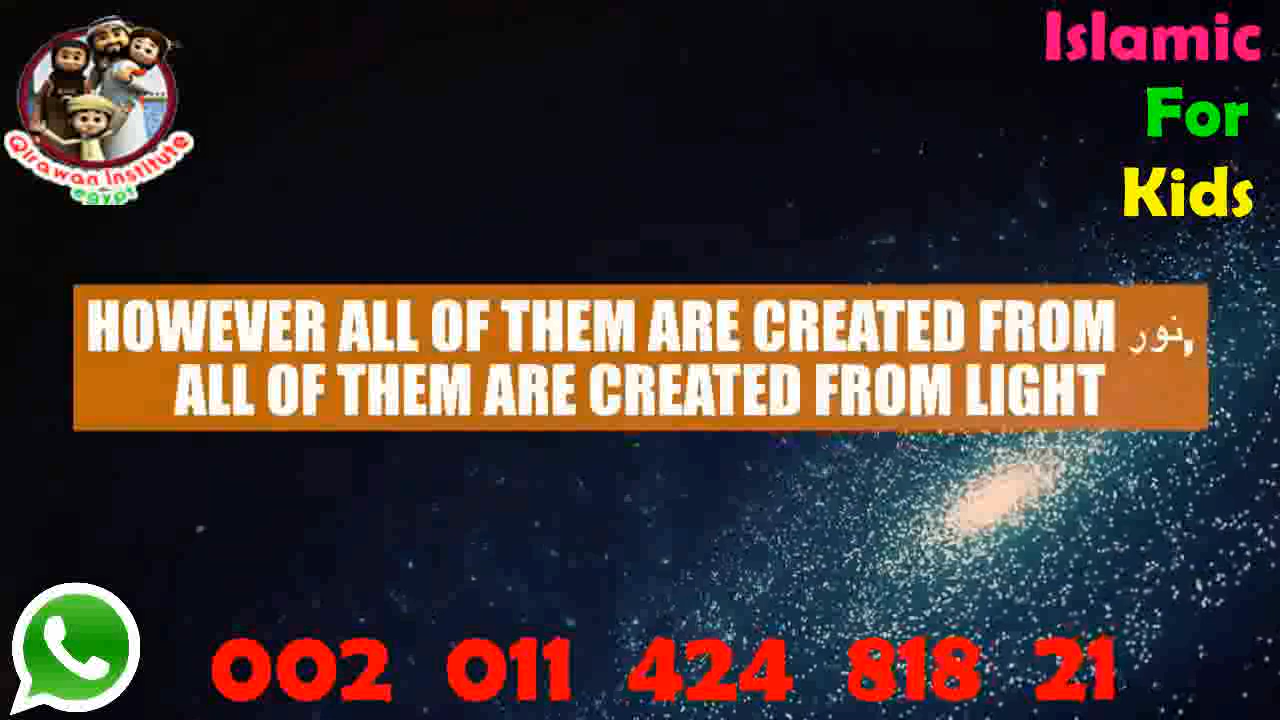 Qirawan Institute
egypt
Islamic
For
Kids
HOWEVER ALL OF THEM ARE CREATED FROM نور,
ALL OF THEM ARE CREATED FROM LIGHT
002 011 424 818 21